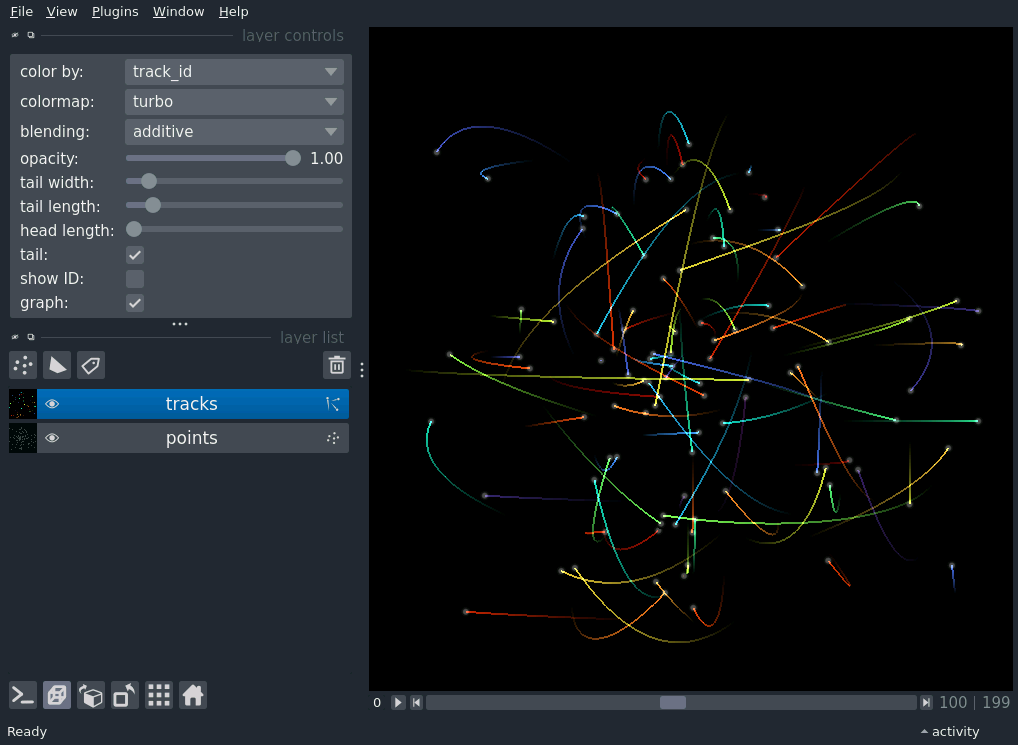 File View Plugins Window Help
layer controls
color by: track_id
colormap: turbo
blending: additive
opacity: 1.00
tail width:
tail length:
head length:
tail:
show ID:
graph:
layer list
tracks
points
0 100 | 199
Ready activity